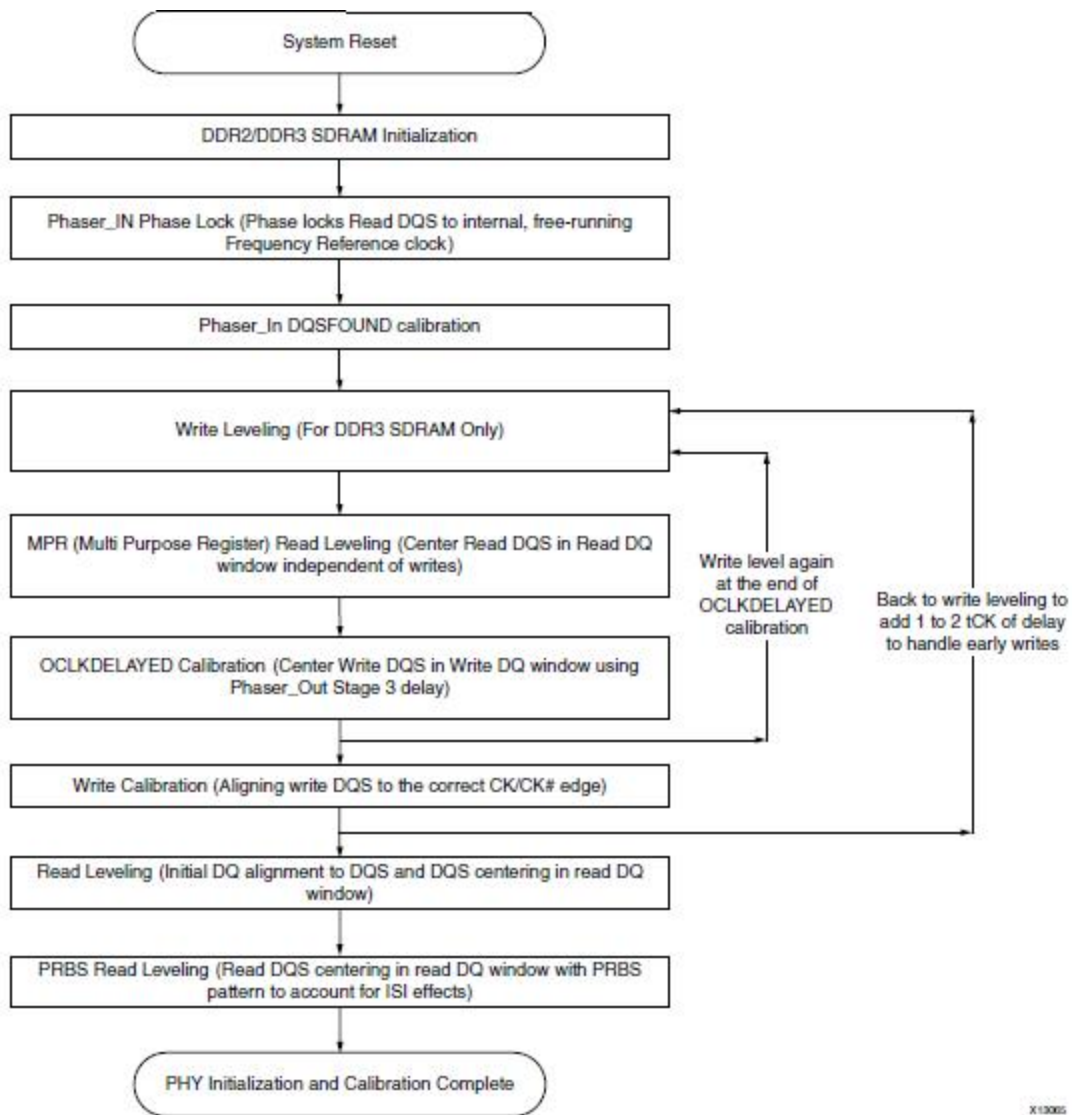 System Reset
DDR2/DDR3 SDRAM Initialization
Phaser_IN Phase Lock (Phase locks Read DQS to internal, free-running
Frequency Reference clock)
Phaser_In DQSFOUND calibration
Write Leveling (For DDR3 SDRAM Only)
MPR (Multi Purpose Register) Read Leveling (Center Read DQS in Read DQ
window independent of writes)
Write level again
at the end of
OCLKDELAYED
calibration
Back to write leveling to
add 1 to 2 tCK of delay
to handle early writes
OCLKDELAYED Calibration (Center Write DQS in Write DQ window using
Phaser_Out Stage 3 delay)
Write Calibration (Aligning write DQS to the correct CK/CK# edge)
Read Leveling (Initial DQ alignment to DQS and DQS centering in read DQ
window)
PRBS Read Leveling (Read DQS centering in read DQ window with PRBS
pattern to account for ISI effects)
PHY Initialization and Calibration Complete